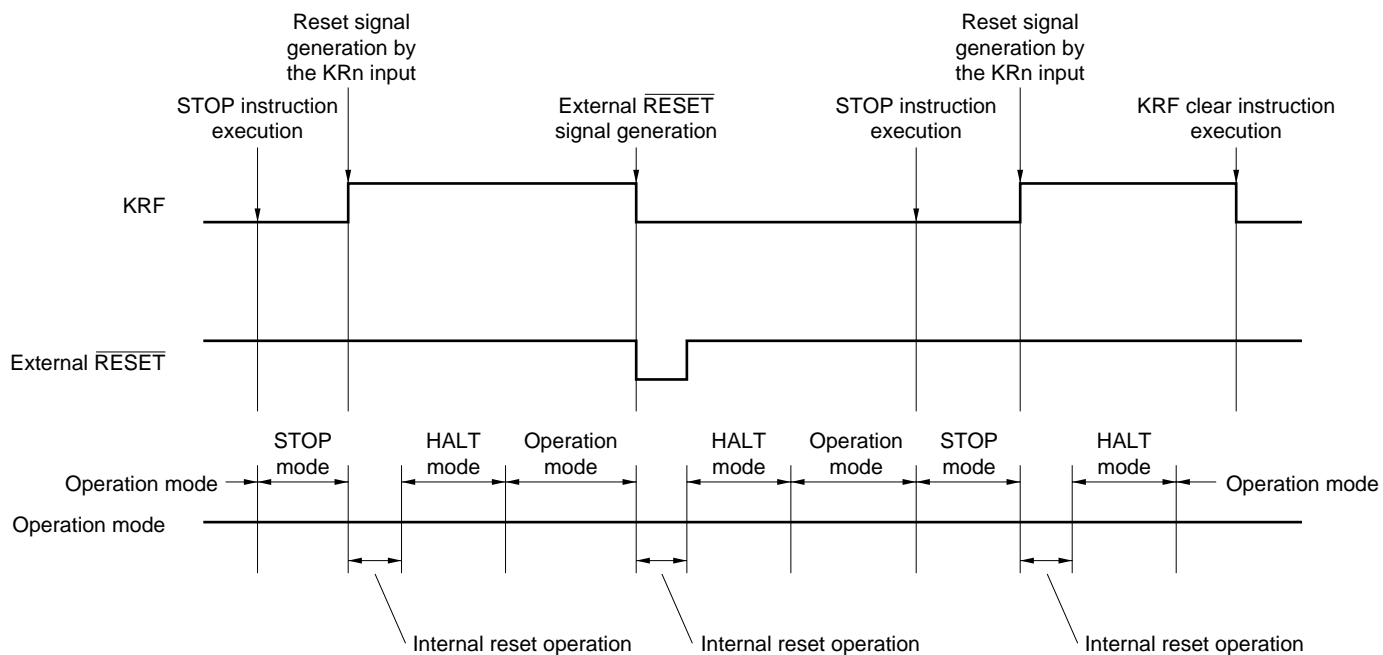 Reset signal
generation by
the KRn input
Reset signal
generation by
the KRn input
STOP instruction
execution
External RESET
signal generation
STOP instruction
execution
KRF clear instruction
execution
KRF
External RESET
STOP
mode
HALT
mode
Operation
mode
HALT
mode
Operation
mode
STOP
mode
HALT
mode
Operation mode
Operation mode
Operation mode
Internal reset operation
Internal reset operation
Internal reset operation